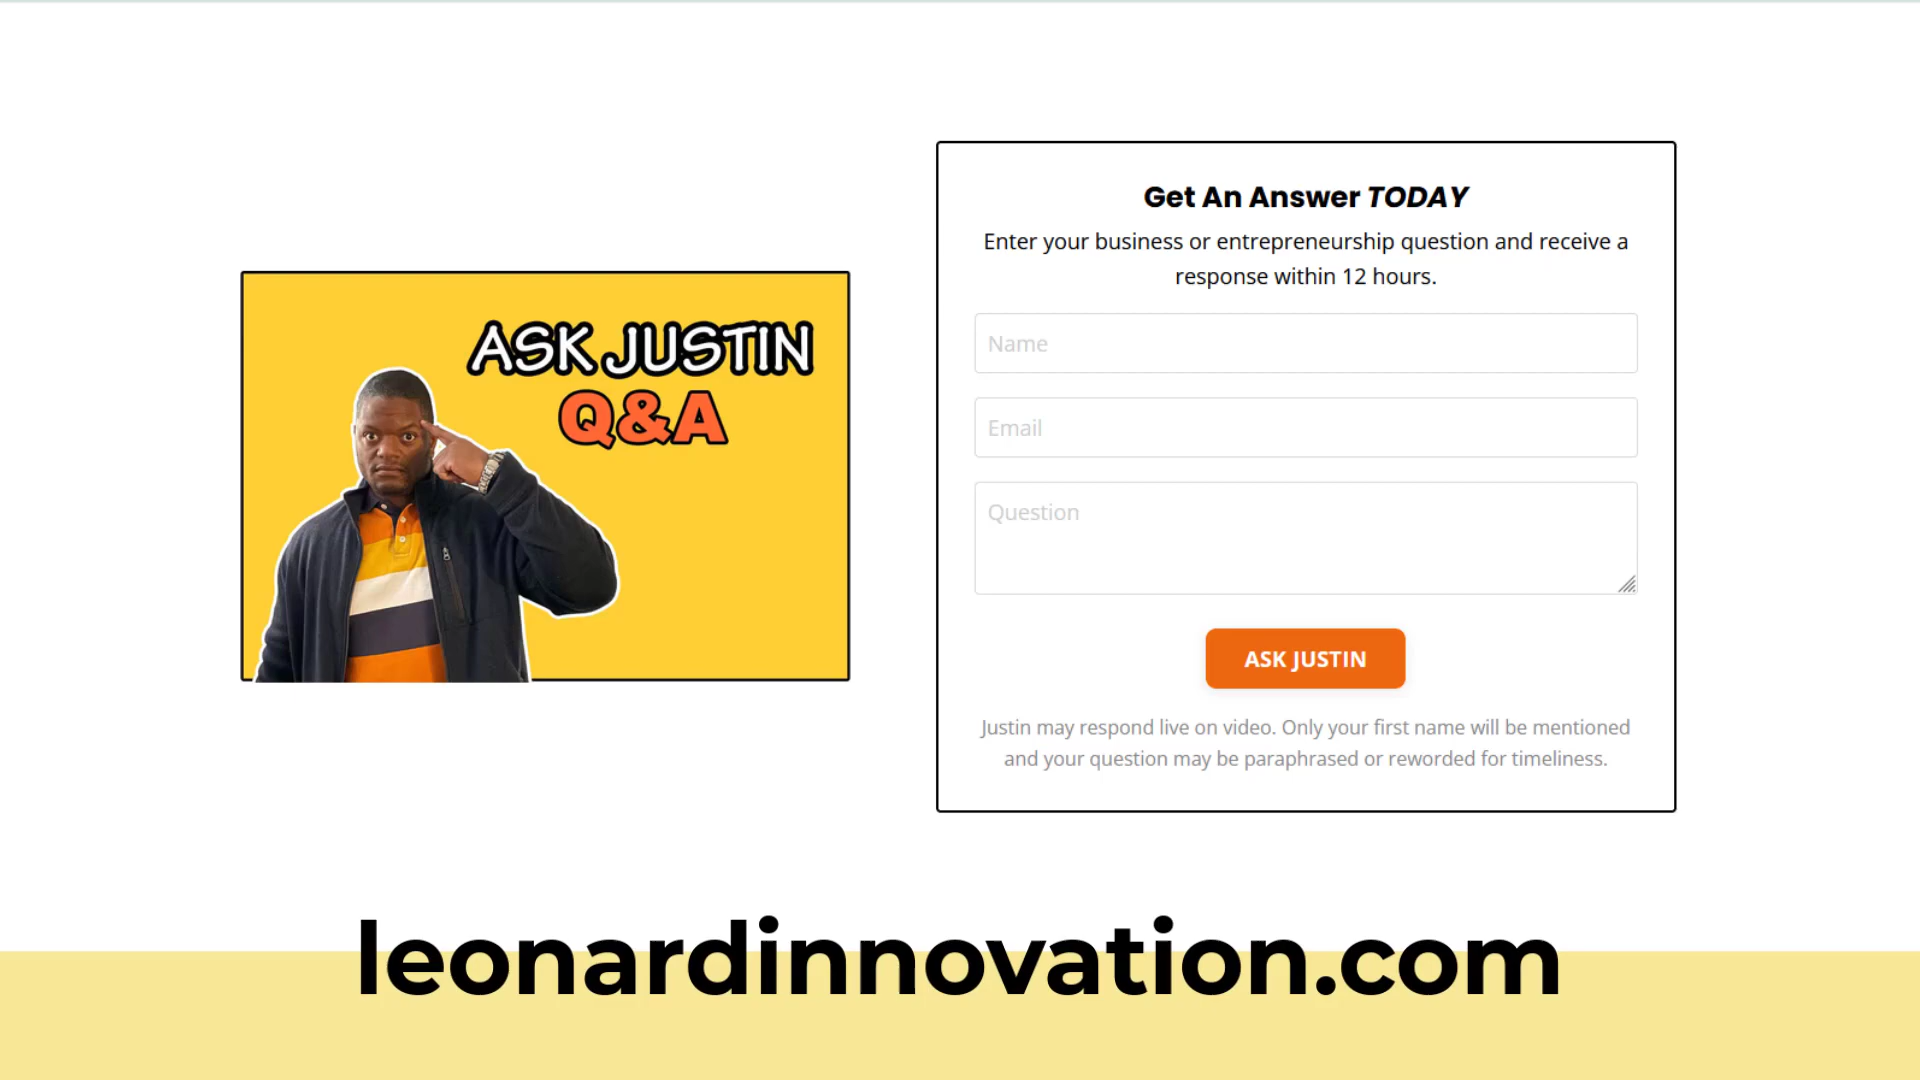 ASK JUSTIN
Q&A
Get An Answer TODAY
Enter your business or entrepreneurship question and receive a
response within 12 hours.
Name
Email
Question
ASK JUSTIN
Justin may respond live on video. Only your first name will be mentioned
and your question may be paraphrased or reworded for timeliness.
leonardinnovation.com